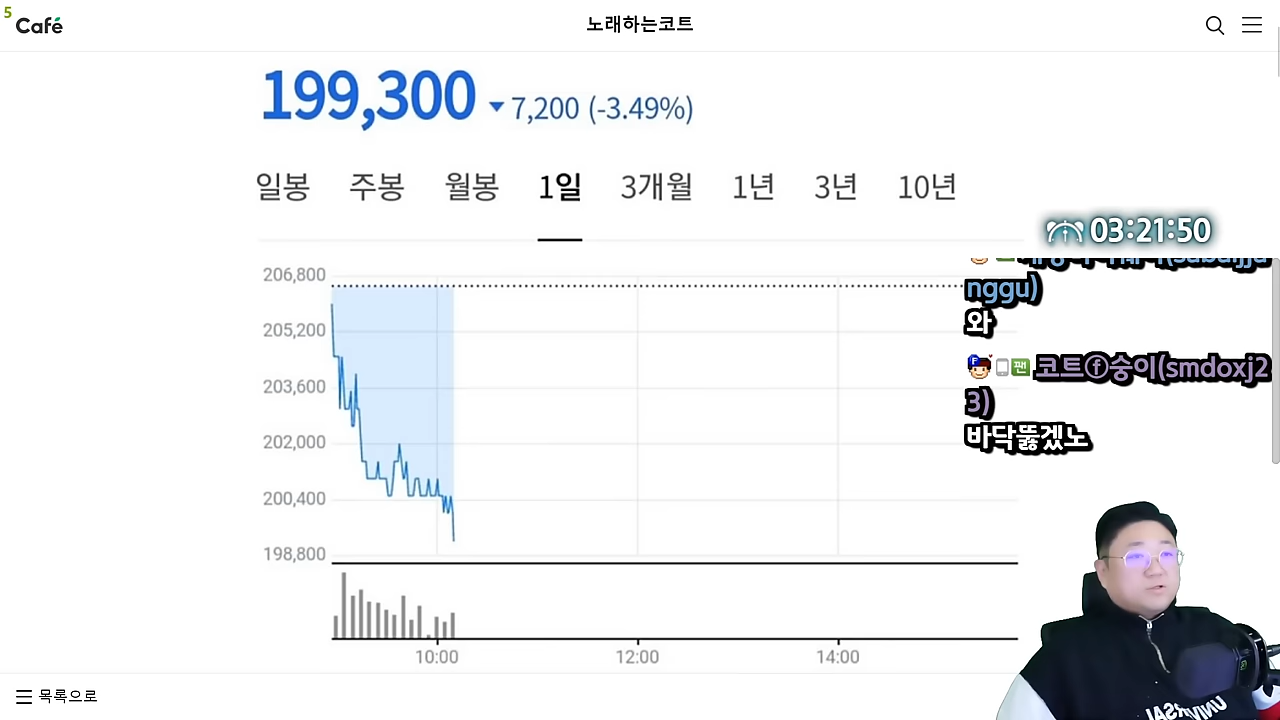 5
Café
노래하는코트
199,300 ▼7,200 (-3.49%)
일봉 주봉 월봉 1일 3개월 1년 3년 10년
03:21:50
206,800
205,200
203,600
202,000
200,400
198,800
10:00 12:00 14:00
nggu)
와
팬 코트ⓕ숭이(smdoxj2
3)
바닥뚫겠노
목록으로